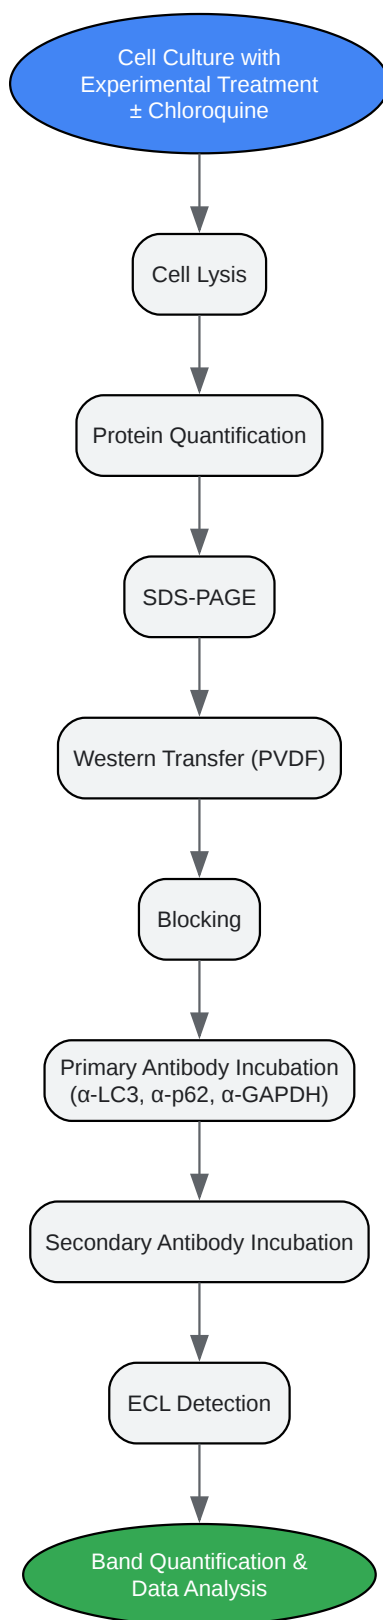 Cell Culture with
Experimental Treatment
± Chloroquine
Cell Lysis
Protein Quantification
SDS-PAGE
Western Transfer (PVDF)
Blocking
Primary Antibody Incubation
(α-LC3, α-p62, α-GAPDH)
Secondary Antibody Incubation
ECL Detection
Band Quantification &
Data Analysis